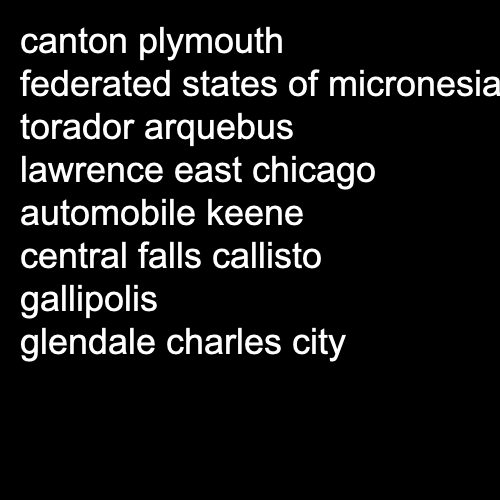 canton plymouth
federated states of micronesia
torador arquebus
lawrence east chicago
automobile keene
central falls callisto
gallipolis
glendale charles city